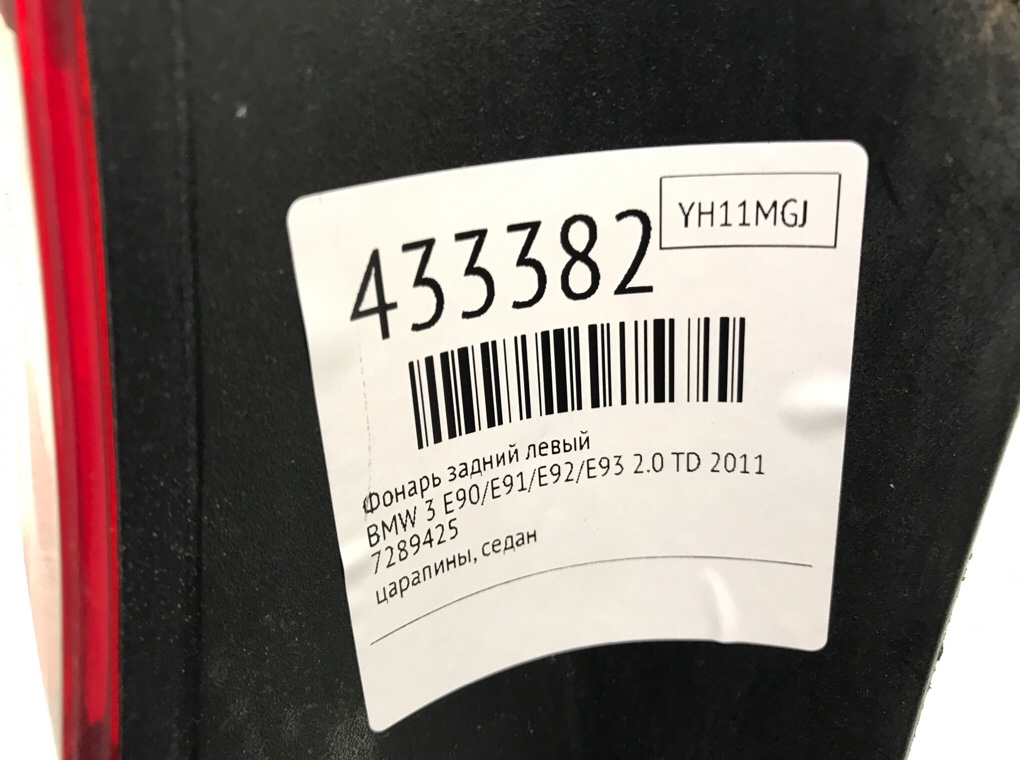 433382
YH11MGJ
Фонарь задний левый
BMW 3 E90/E91/E92/E93 2.0 TD 2011
7289425
царапины, седан